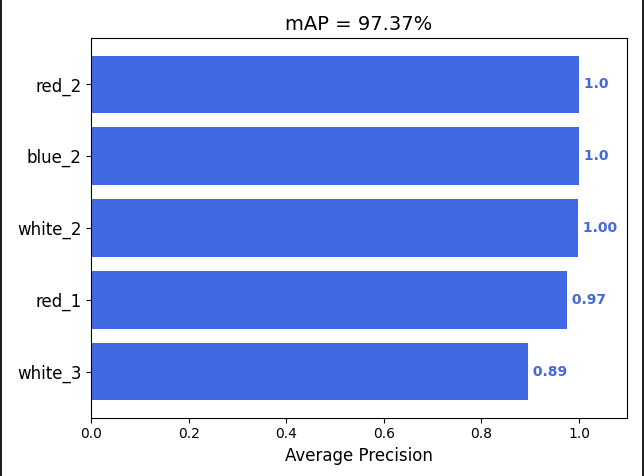 mAP = 97.37%
red_2 1.0
blue_2 1.0
white_2 1.00
red_1 0.97
white_3 0.89
0.0 0.2 0.4 0.6 0.8 1.0
Average Precision